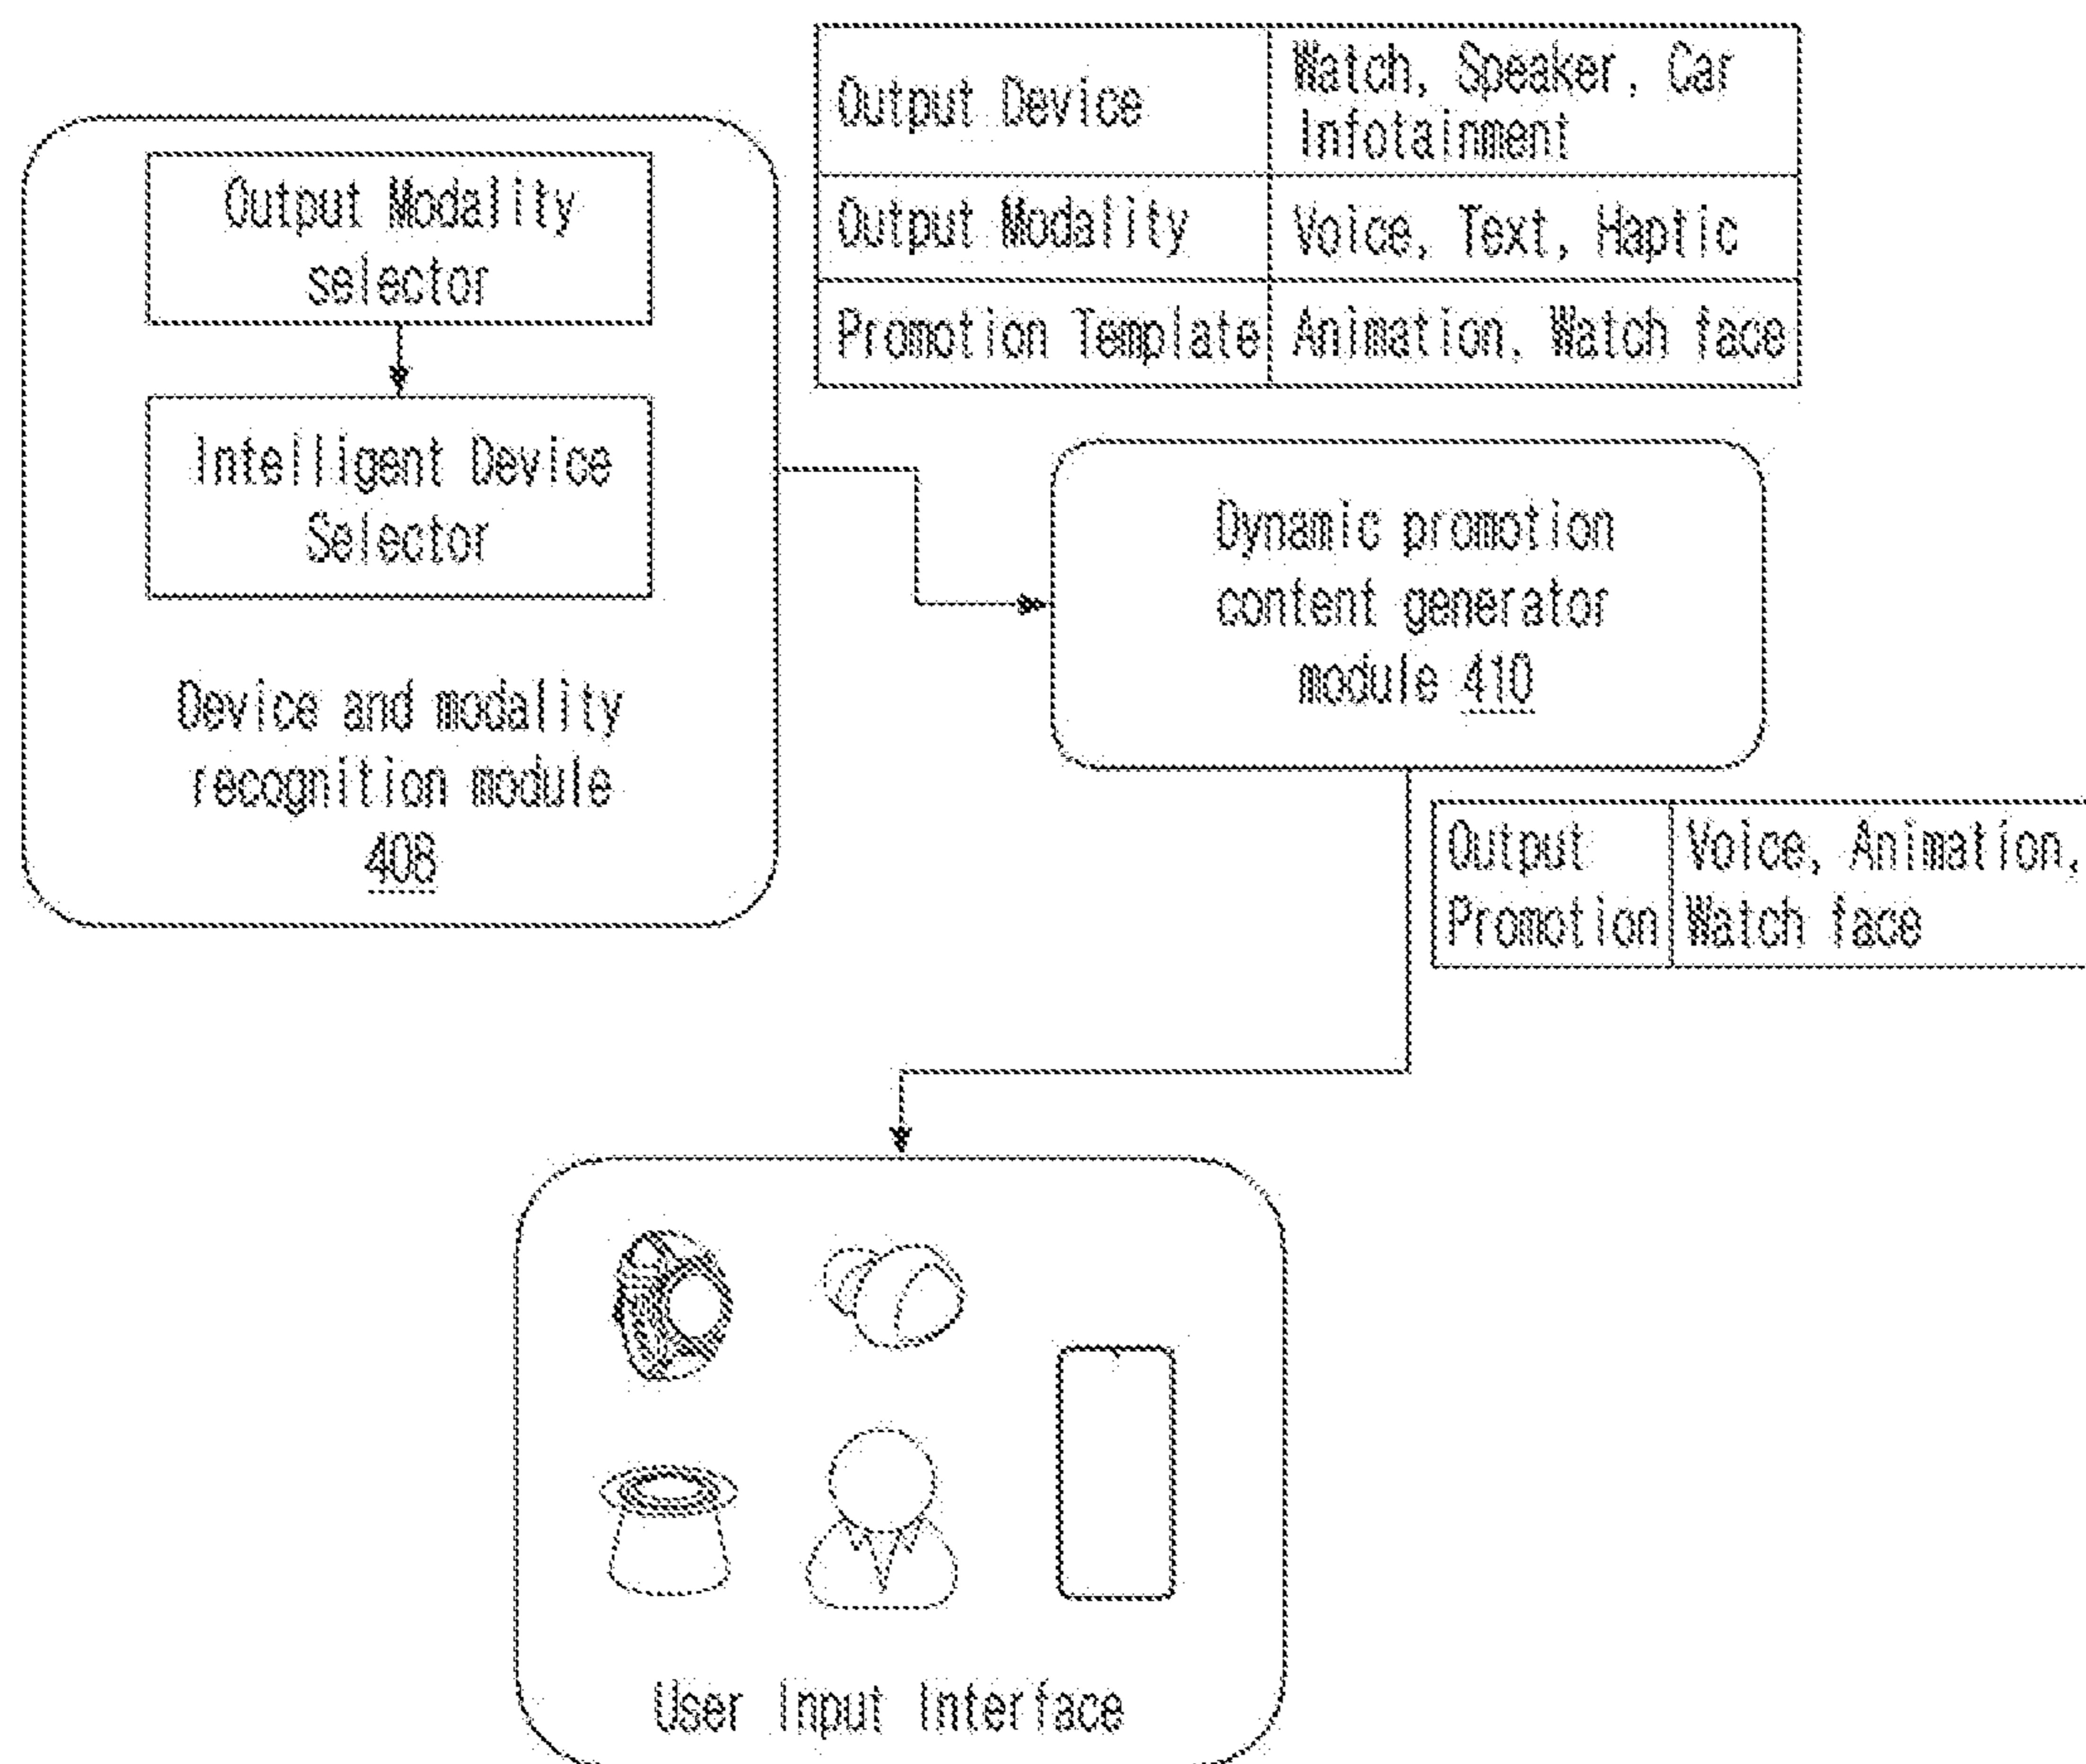 Output Device
Watch, Speaker, Car
Infotainment
Output Modality
Voice, Text, Haptic
Promotion Template
Animation, Watch face
Output Modality
selector
Intelligent Device
Selector
Device and modality
recognition module
408
Dynamic promotion
content generator
module 410
Output
Promotion
Voice, Animation,
Watch face
User Input Interface